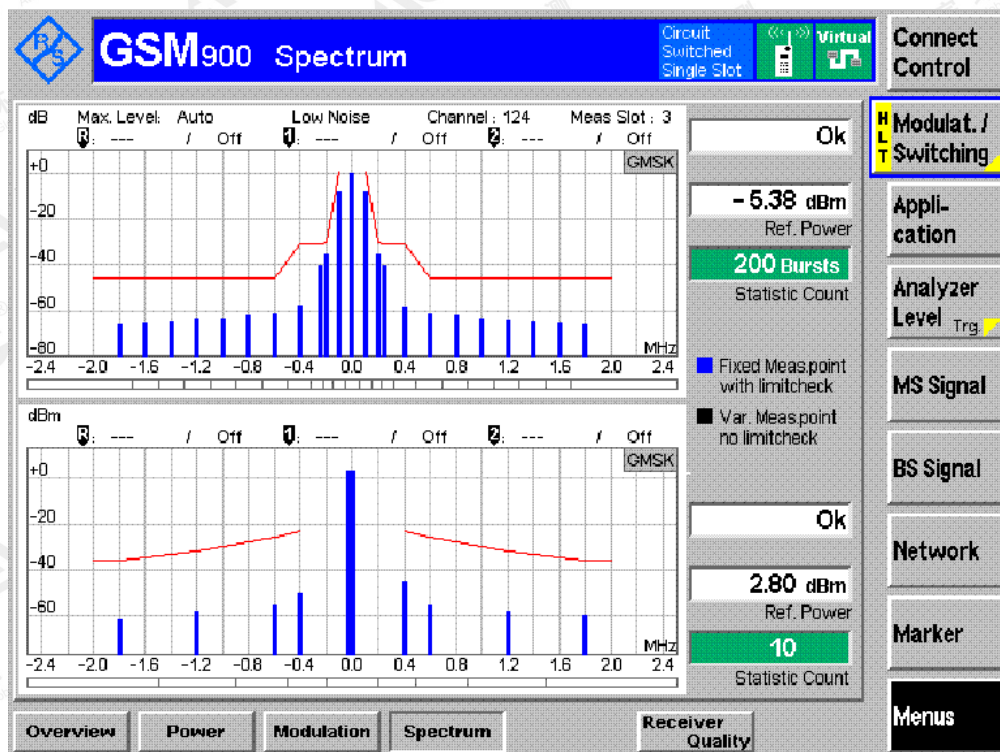 R/S
GSM900 Spectrum
Circuit Switched Single Slot
Virtual
Connect Control
dB Max. Level: Auto Low Noise Channel : 124 Meas Slot : 3
R: --- / Off 1: --- / Off 2: --- / Off
GMSK
+0
-20
-40
-60
-80
MHz
-2.4 -2.0 -1.6 -1.2 -0.8 -0.4 0.0 0.4 0.8 1.2 1.6 2.0 2.4
Ok
-5.38 dBm
Ref. Power
200 Bursts
Statistic Count
Fixed Meas.point
with limitcheck
Var. Meas.point
no limitcheck
dBm
R: --- / Off 1: --- / Off 2: --- / Off
GMSK
+0
-20
-40
-60
MHz
-2.4 -2.0 -1.6 -1.2 -0.8 -0.4 0.0 0.4 0.8 1.2 1.6 2.0 2.4
Ok
2.80 dBm
Ref. Power
10
Statistic Count
HLT
Modulat. / Switching
Appli-
cation
Analyzer
Level Trg.
MS Signal
BS Signal
Network
Marker
Menus
Overview
Power
Modulation
Spectrum
Receiver
Quality